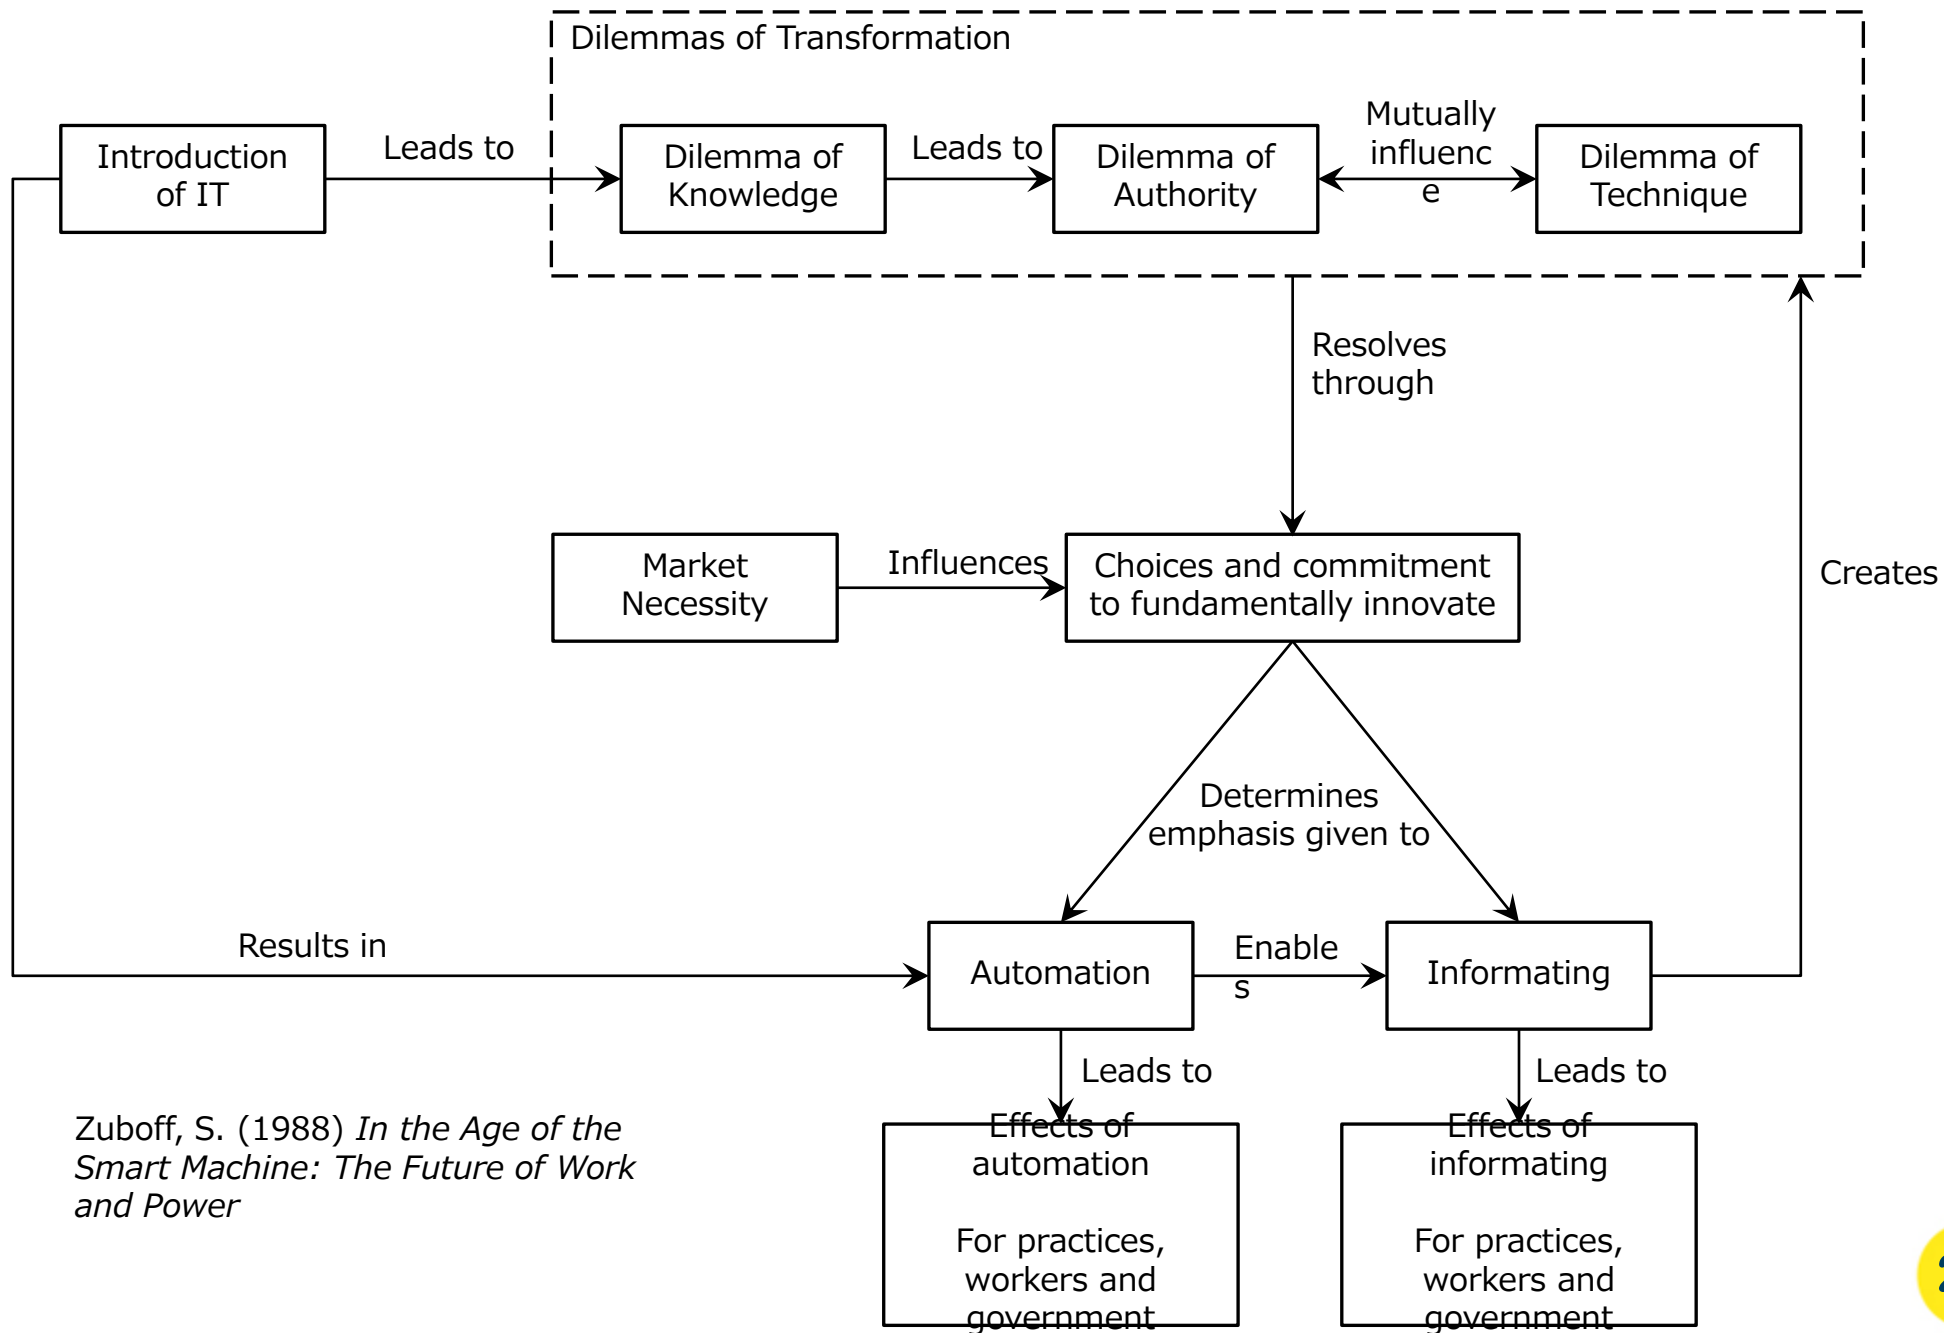 Dilemmas of Transformation
Introduction
of IT
Leads to
Dilemma of
Knowledge
Leads to
Dilemma of
Authority
Mutually
influenc
e
Dilemma of
Technique
Resolves
through
Market
Necessity
Influences
Choices and commitment
to fundamentally innovate
Creates
Determines
emphasis given to
Results in
Automation
Enable
s
Informating
Leads to
Leads to
Zuboff, S. (1988) In the Age of the
Smart Machine: The Future of Work
and Power
Effects of
automation
For practices,
workers and
government
Effects of
informating
For practices,
workers and
government